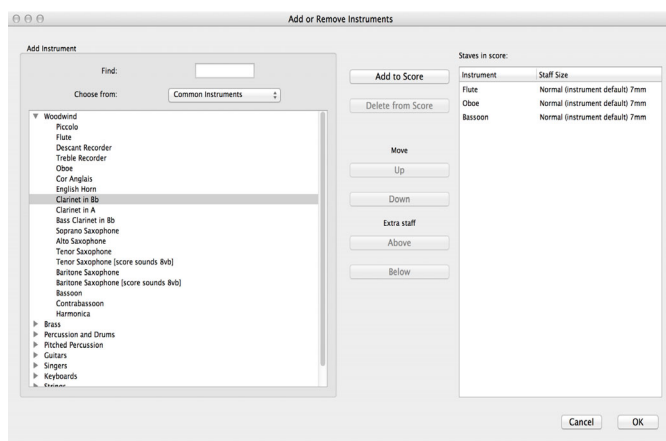 Add or Remove Instruments
Add Instrument
Find:
Choose from: Common Instruments
Woodwind
Piccolo
Flute
Descant Recorder
Treble Recorder
Oboe
Cor Anglais
English Horn
Clarinet in Bb
Clarinet in A
Bass Clarinet in Bb
Soprano Saxophone
Alto Saxophone
Tenor Saxophone
Tenor Saxophone [score sounds 8vb]
Baritone Saxophone
Baritone Saxophone [score sounds 8vb]
Bassoon
Contrabassoon
Harmonica
Brass
Percussion and Drums
Pitched Percussion
Guitars
Singers
Keyboards
Strings
Add to Score
Delete from Score
Move
Up
Down
Extra staff
Above
Below
Staves in score:
Instrument Staff Size
Flute Normal (instrument default) 7mm
Oboe Normal (instrument default) 7mm
Bassoon Normal (instrument default) 7mm
Cancel OK